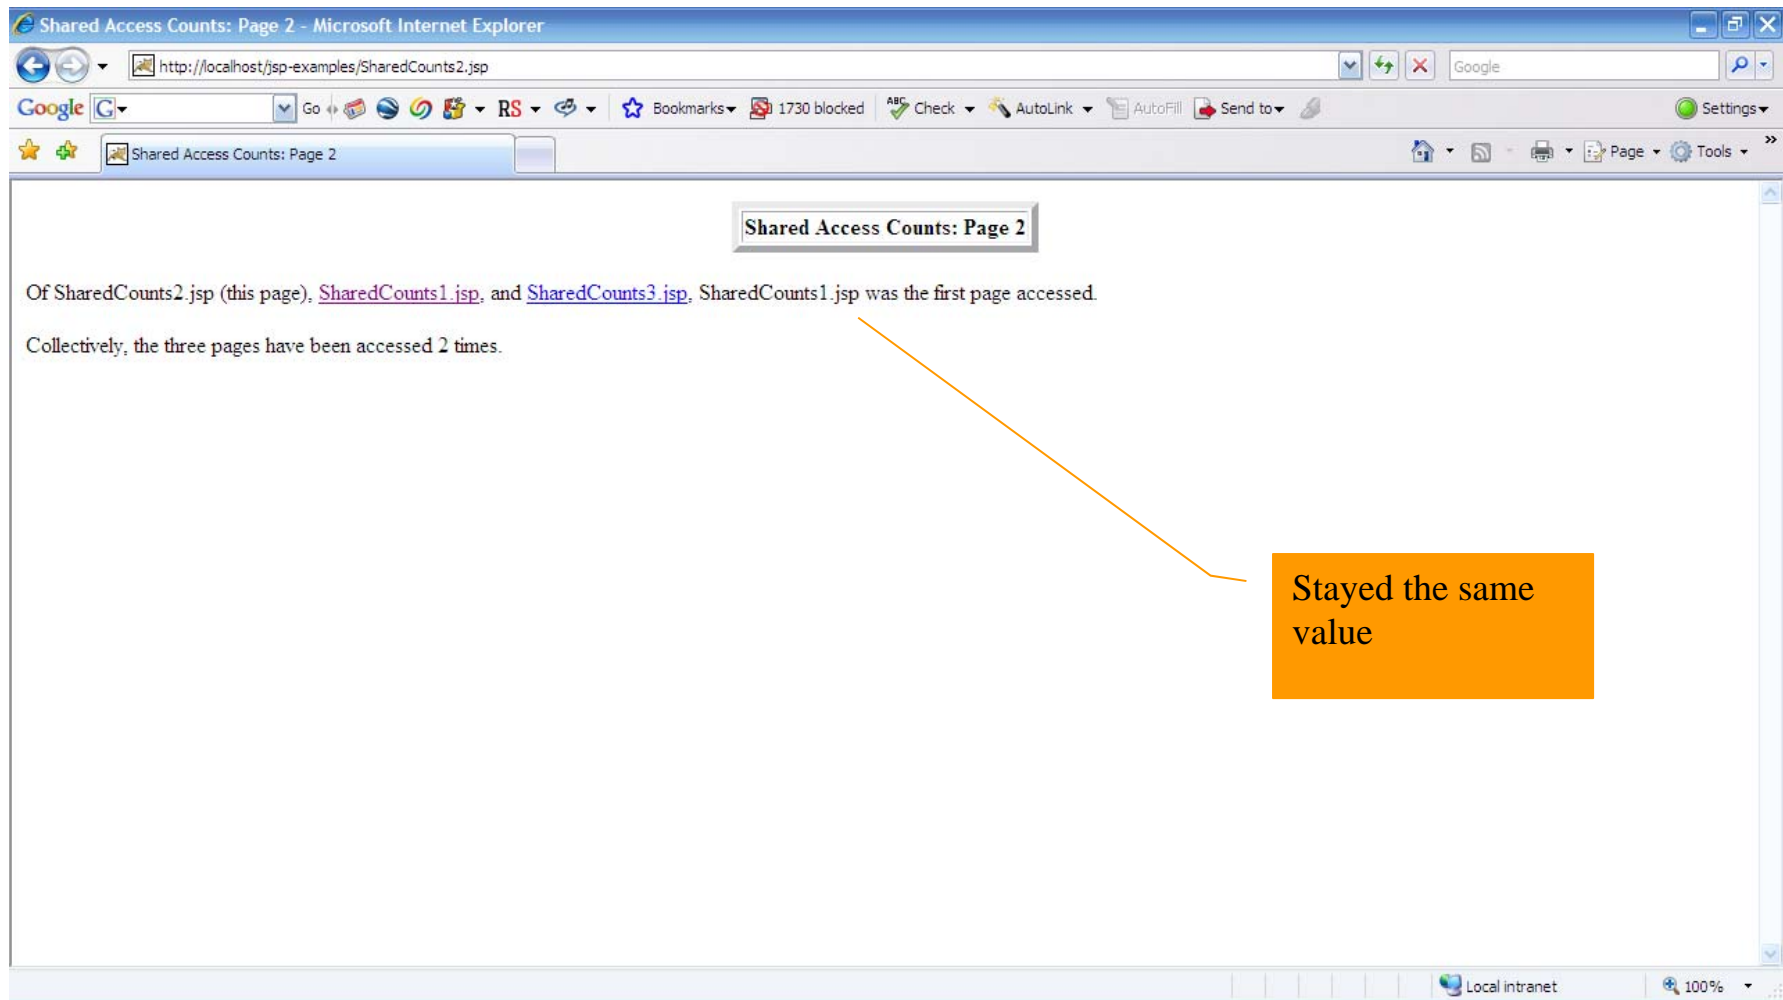 Shared Access Counts: Page 2 - Microsoft Internet Explorer
http://localhost/jsp-examples/SharedCounts2.jsp
Google
Google G Go RS Bookmarks 1730 blocked ABC Check AutoLink AutoFill Send to Settings
Shared Access Counts: Page 2
Page Tools »
Shared Access Counts: Page 2
Of SharedCounts2.jsp (this page), SharedCounts1.jsp, and SharedCounts3.jsp, SharedCounts1.jsp was the first page accessed.
Collectively, the three pages have been accessed 2 times.
Stayed the same
value
Local intranet 100%